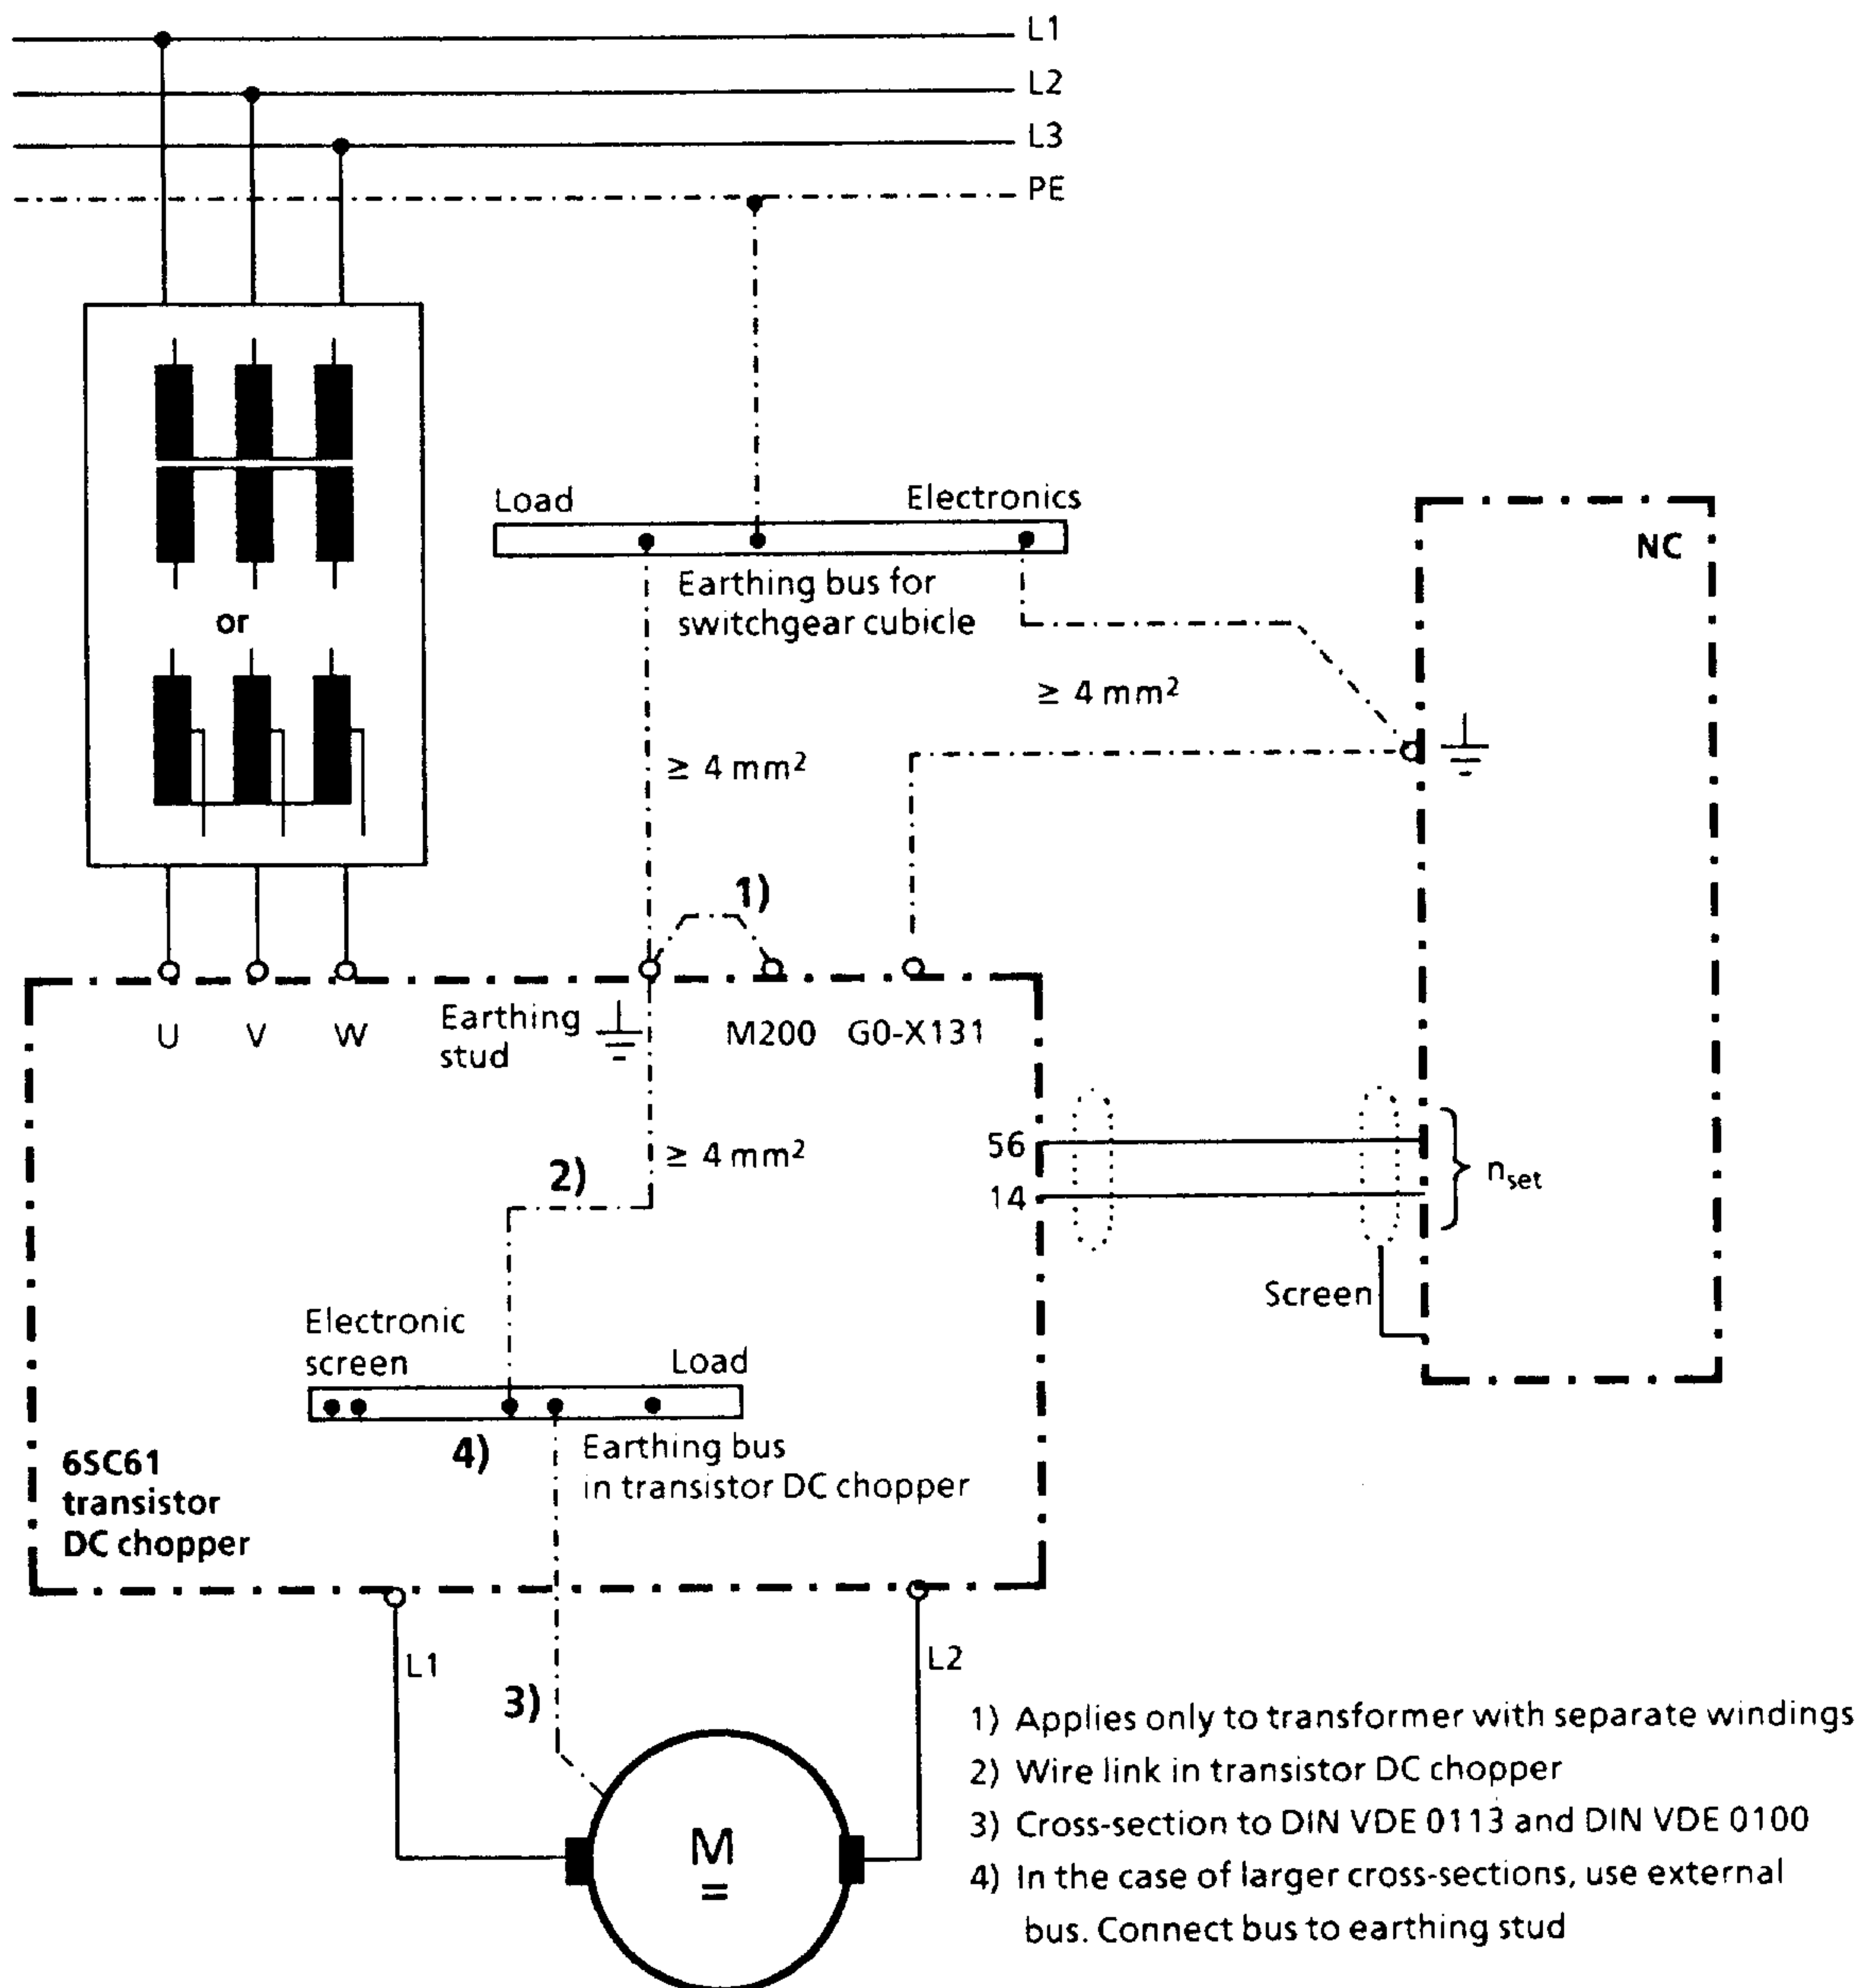 L1
L2
L3
PE
Load
Electronics
Earthing bus for
switchgear cubicle
NC
or
≥ 4 mm²
≥ 4 mm²
1)
U
V
W
Earthing
stud
M200
G0-X131
≥ 4 mm²
2)
56
14
nset
Screen
Electronic
screen
Load
4)
Earthing bus
in transistor DC chopper
6SC61
transistor
DC chopper
L1
L2
3)
M
=
1) Applies only to transformer with separate windings
2) Wire link in transistor DC chopper
3) Cross-section to DIN VDE 0113 and DIN VDE 0100
4) In the case of larger cross-sections, use external
bus. Connect bus to earthing stud